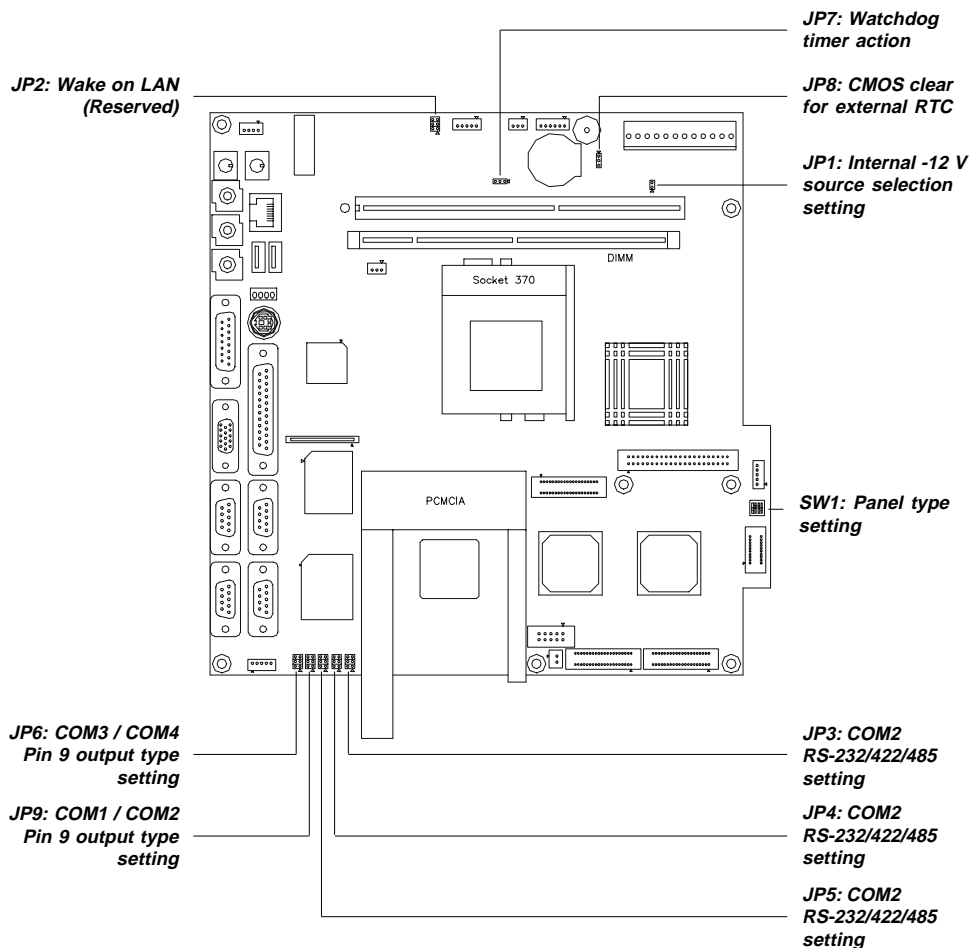 JP7: Watchdog
timer action
JP2: Wake on LAN
(Reserved)
JP8: CMOS clear
for external RTC
JP1: Internal -12 V
source selection
setting
DIMM
Socket 370
PCMCIA
SW1: Panel type
setting
JP6: COM3 / COM4
Pin 9 output type
setting
JP9: COM1 / COM2
Pin 9 output type
setting
JP3: COM2
RS-232/422/485
setting
JP4: COM2
RS-232/422/485
setting
JP5: COM2
RS-232/422/485
setting